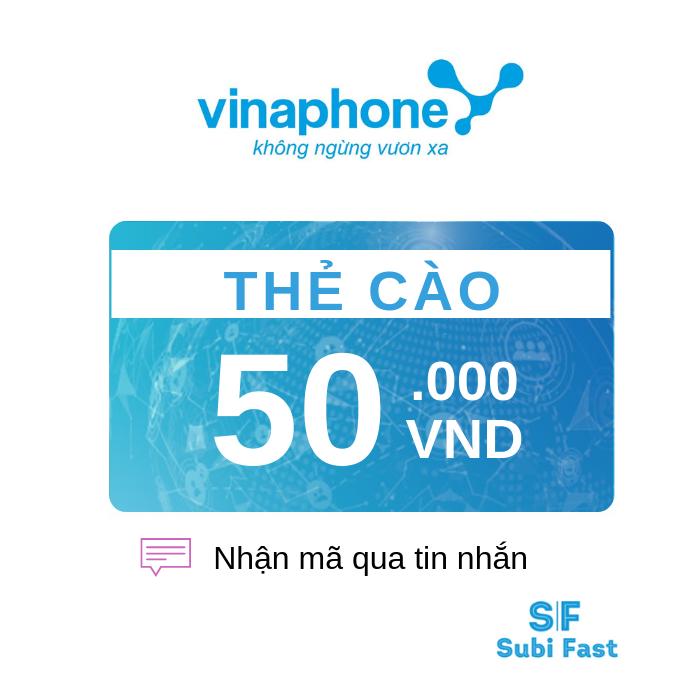 vinaphone
không ngừng vươn xa
THẺ CÀO
50.000
VND
Nhận mã qua tin nhắn
SF
Subi Fast